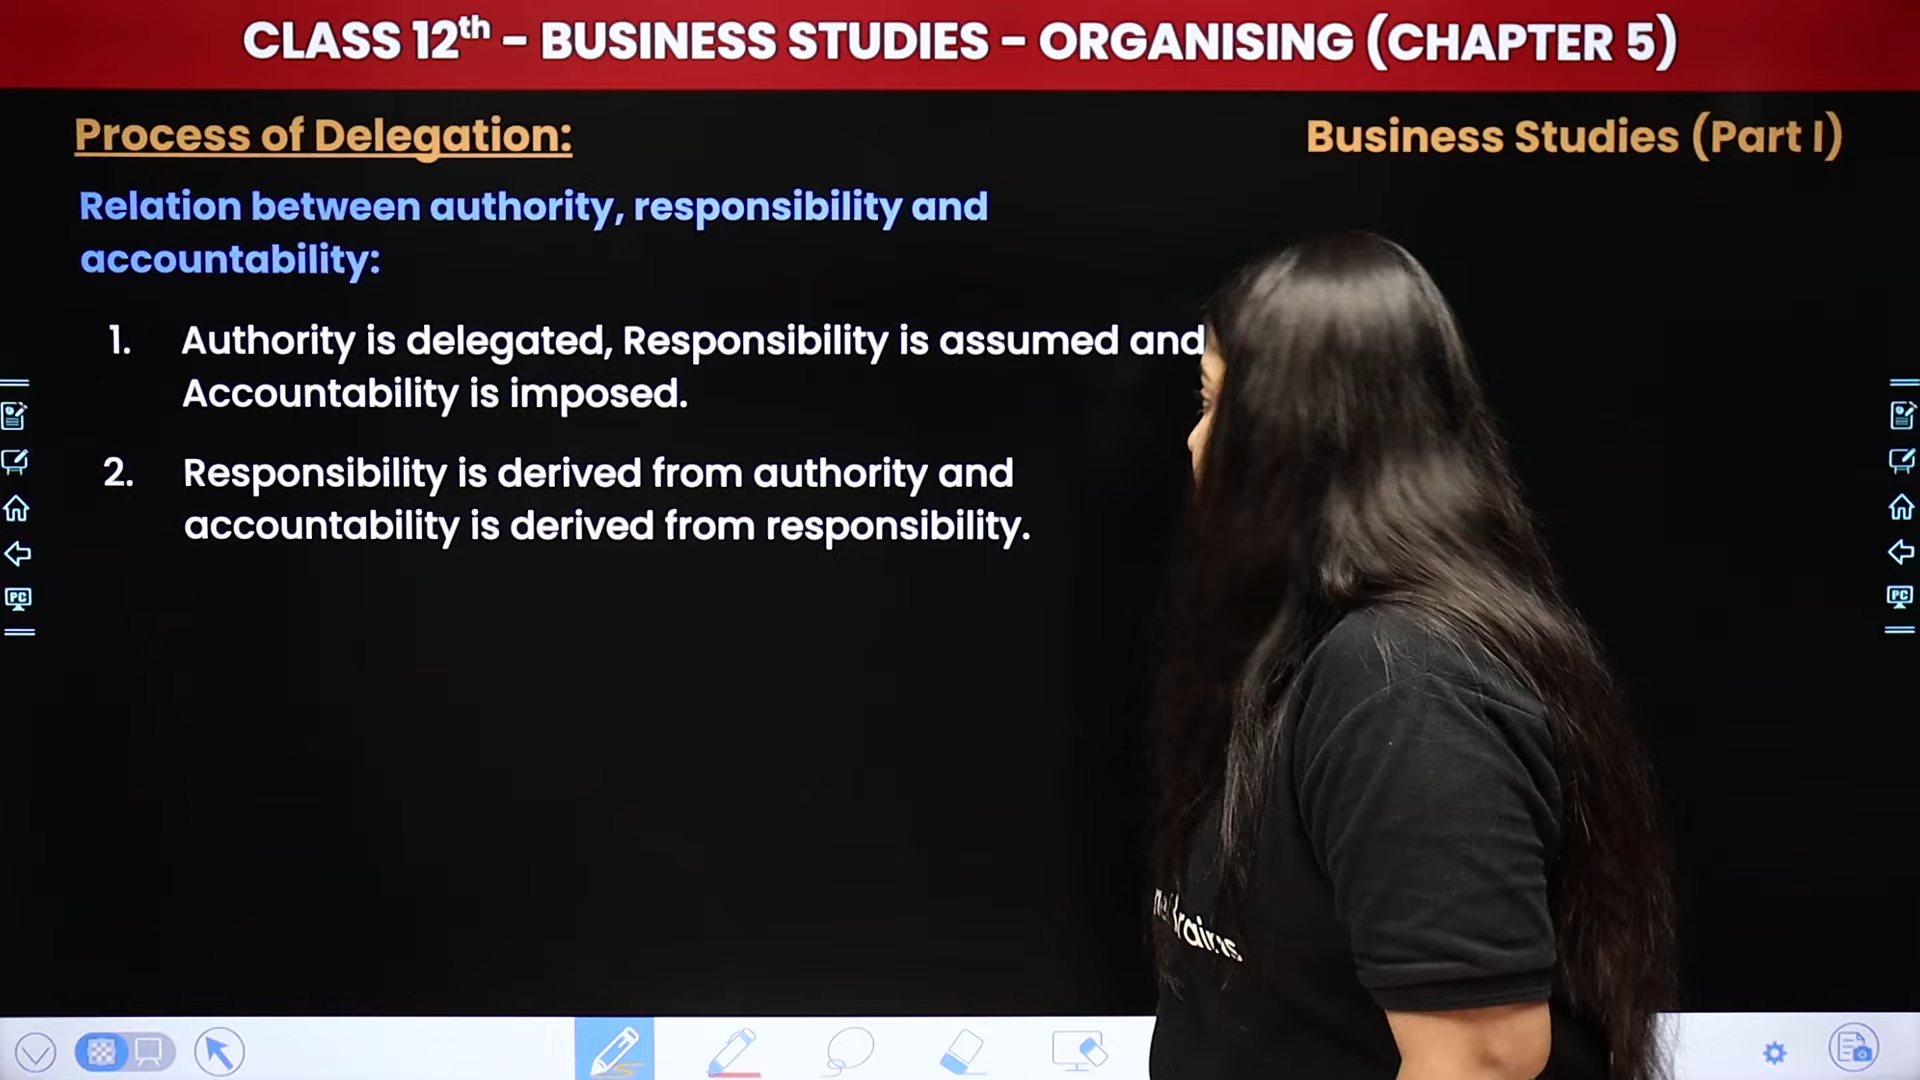 CLASS 12th - BUSINESS STUDIES - ORGANISING (CHAPTER 5)
Process of Delegation:
Business Studies (Part I)
Relation between authority, responsibility and
accountability:
1. Authority is delegated, Responsibility is assumed and
Accountability is imposed.
2. Responsibility is derived from authority and
accountability is derived from responsibility.
PC
PC